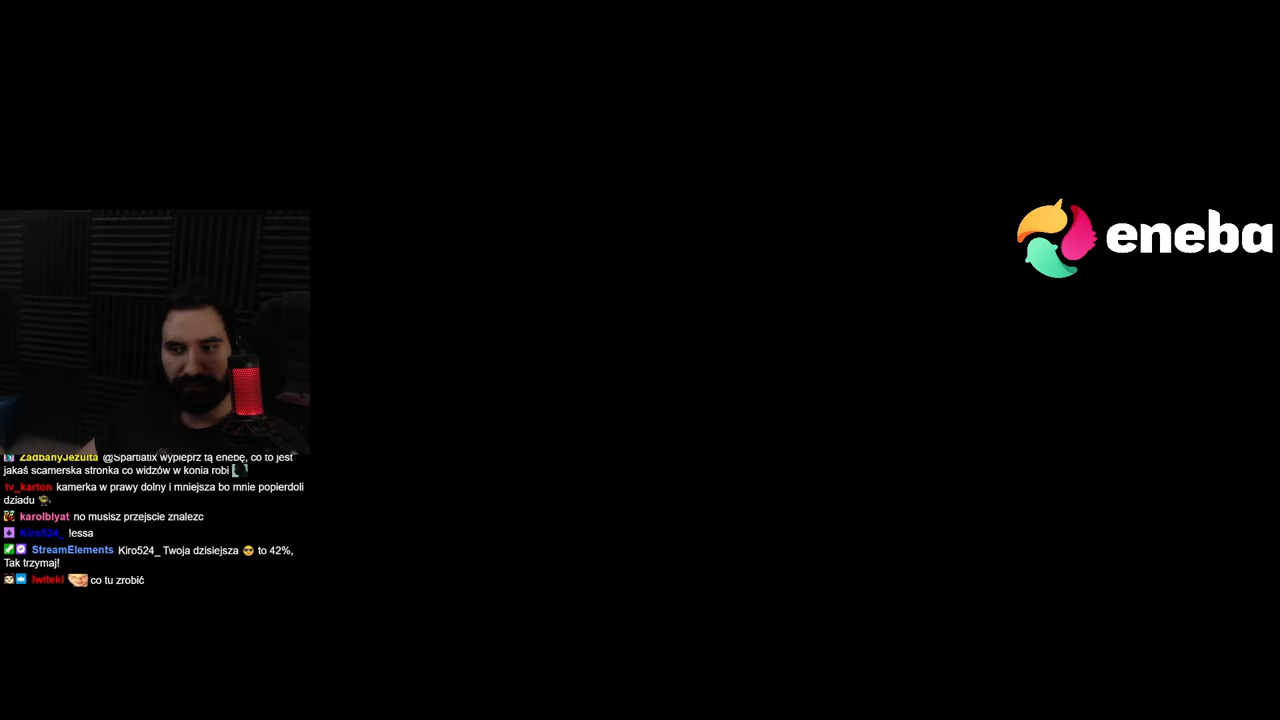 eneba
ZadbanyJezuita @Spartiatix wypieprz tą enebę, co to jest
jakaś scamerska stronka co widzów w konia robi
tv_karton kamerka w prawy dolny i mniejsza bo mnie popierdoli
dziadu
karolblyat no musisz przejscie znalezc
Kiro524_ !essa
StreamElements Kiro524_ Twoja dzisiejsza 😎 to 42%,
Tak trzymaj!
co tu zrobić